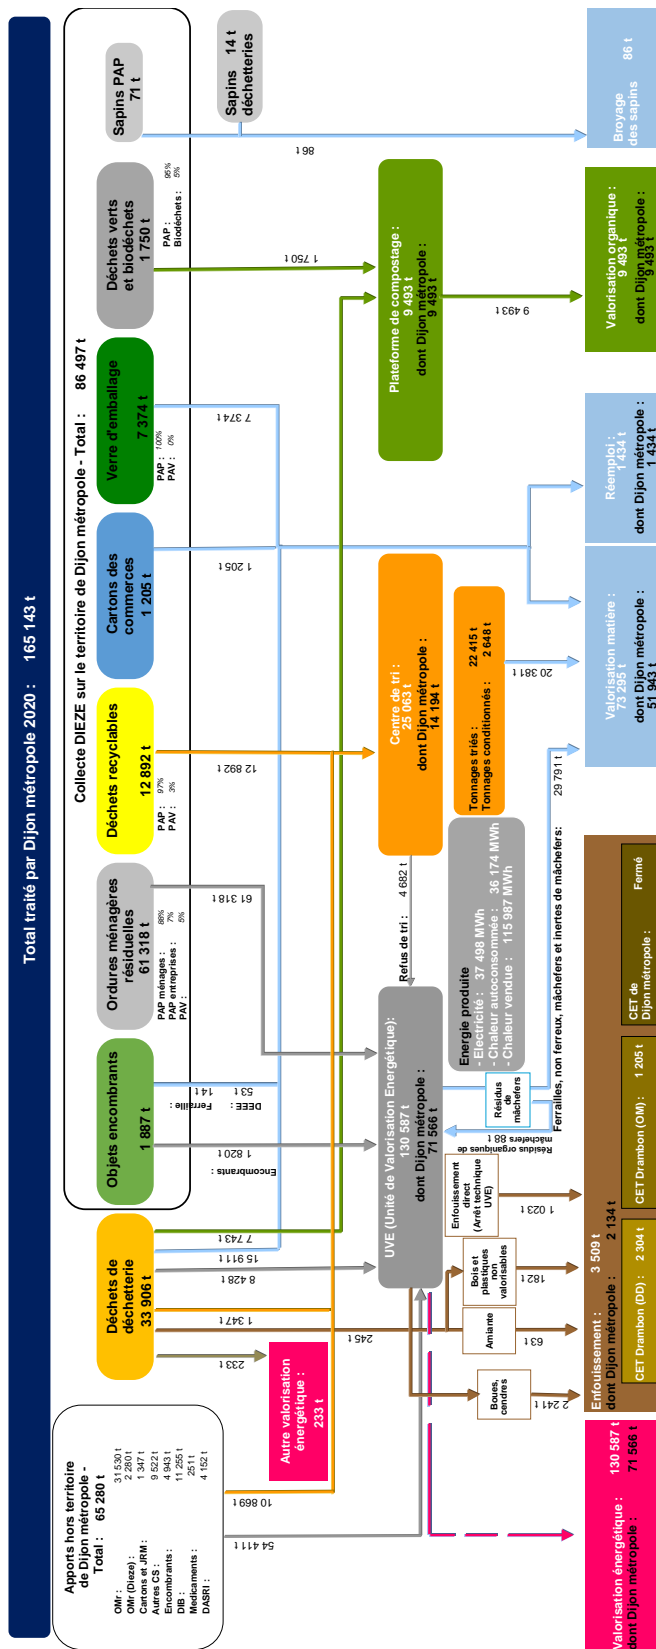 Total traité par Dijon métropole 2020 : 165 143 t
Collecte DIEZE sur le territoire de Dijon métropole - Total : 86 497 t
Apports hors territoire
de Dijon métropole -
Total : 65 280 t
OMr : 31 530 t
OMr (Dieze) : 2 280 t
Cartons et JRM : 1 347 t
Autres CS : 9 522 t
Encombrants : 4 943 t
DIB : 11 255 t
Medicaments : 251 t
DASRI : 4 152 t
Déchets de
déchetterie
33 906 t
Objets encombrants
1 887 t
Ordures ménagères
résiduelles
61 318 t
PAP ménages : 88%
PAP entreprises : 7%
PAV : 5%
Déchets recyclables
12 892 t
PAP : 97%
PAV : 3%
Cartons des
commerces
1 205 t
Verre d'emballage
7 374 t
PAP : 100%
PAV : 0%
Déchets verts
et biodéchets
1 750 t
PAP : 95%
Biodéchets : 5%
Sapins PAP
71 t
Sapins 14 t
déchetteries
233 t
1 347 t
8 428 t
15 911 t
7 743 t
245 t
Encombrants :
1 820 t
Ferraille : 14 t
DEEE : 53 t
61 318 t
12 892 t
1 205 t
7 374 t
1 750 t
86 t
10 869 t
54 411 t
Autre valorisation
énergétique :
233 t
UVE (Unité de Valorisation Energétique):
130 587 t
dont Dijon métropole :
71 566 t
Refus de tri : 4 682 t
Centre de tri :
25 063 t
dont Dijon métropole :
14 194 t
Plateforme de compostage :
9 493 t
dont Dijon métropole :
9 493 t
Energie produite
- Electricité : 37 498 MWh
- Chaleur autoconsommée : 36 174 MWh
- Chaleur vendue : 115 987 MWh
Tonnages triés : 22 415 t
Tonnages conditionnés : 2 648 t
Boues,
cendres
Amiante
Bois et
plastiques
non
valorisables
Enfouissement
direct
(Arrêt technique
UVE)
Résidus
de
mâchefers
Résidus organiques de
mâchefers 88 t
2 241 t
63 t
182 t
1 023 t
Ferrailles, non ferreux, mâchefers et inertes de mâchefers:
29 791 t
20 381 t
9 493 t
Valorisation énergétique : 130 587 t
dont Dijon métropole : 71 566 t
Enfouissement : 3 509 t
dont Dijon métropole : 2 134 t
CET Drambon (DD) : 2 304 t
CET Drambon (OM) : 1 205 t
CET de
Dijon métropole : Fermé
Valorisation matière :
73 295 t
dont Dijon métropole :
51 943 t
Réemploi :
1 434 t
dont Dijon métropole :
1 434 t
Valorisation organique :
9 493 t
dont Dijon métropole :
9 493 t
Broyage
des sapins 86 t